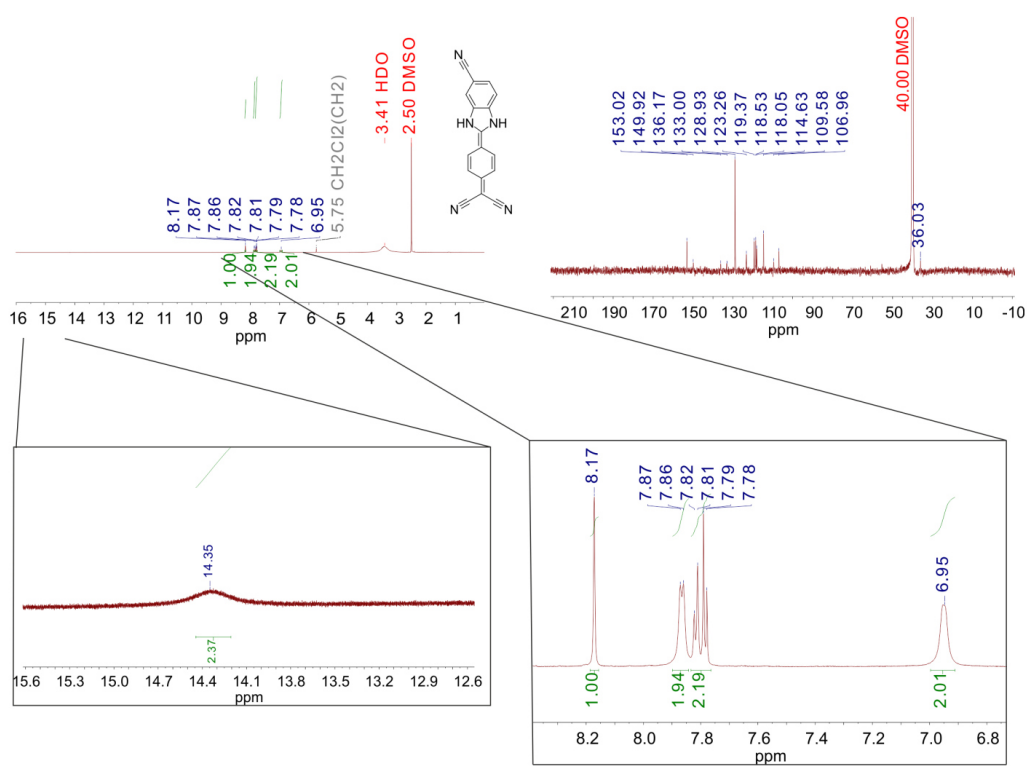 8.17
7.87
7.86
7.82
7.81
7.79
7.78
6.95
5.75 CH2Cl2(CH2)
3.41 HDO
2.50 DMSO
1.00
1.94
2.19
2.01
16 15 14 13 12 11 10 9 8 7 6 5 4 3 2 1
ppm
N
HN
NH
N
N
153.02
149.92
136.17
133.00
128.93
123.26
119.37
118.53
118.05
114.63
109.58
106.96
40.00 DMSO
36.03
210 190 170 150 130 110 90 70 50 30 10 -10
ppm
14.35
2.37
15.6 15.3 15.0 14.7 14.4 14.1 13.8 13.5 13.2 12.9 12.6
ppm
8.17
7.87
7.86
7.82
7.81
7.79
7.78
6.95
1.00
1.94
2.19
2.01
8.2 8.0 7.8 7.6 7.4 7.2 7.0 6.8
ppm